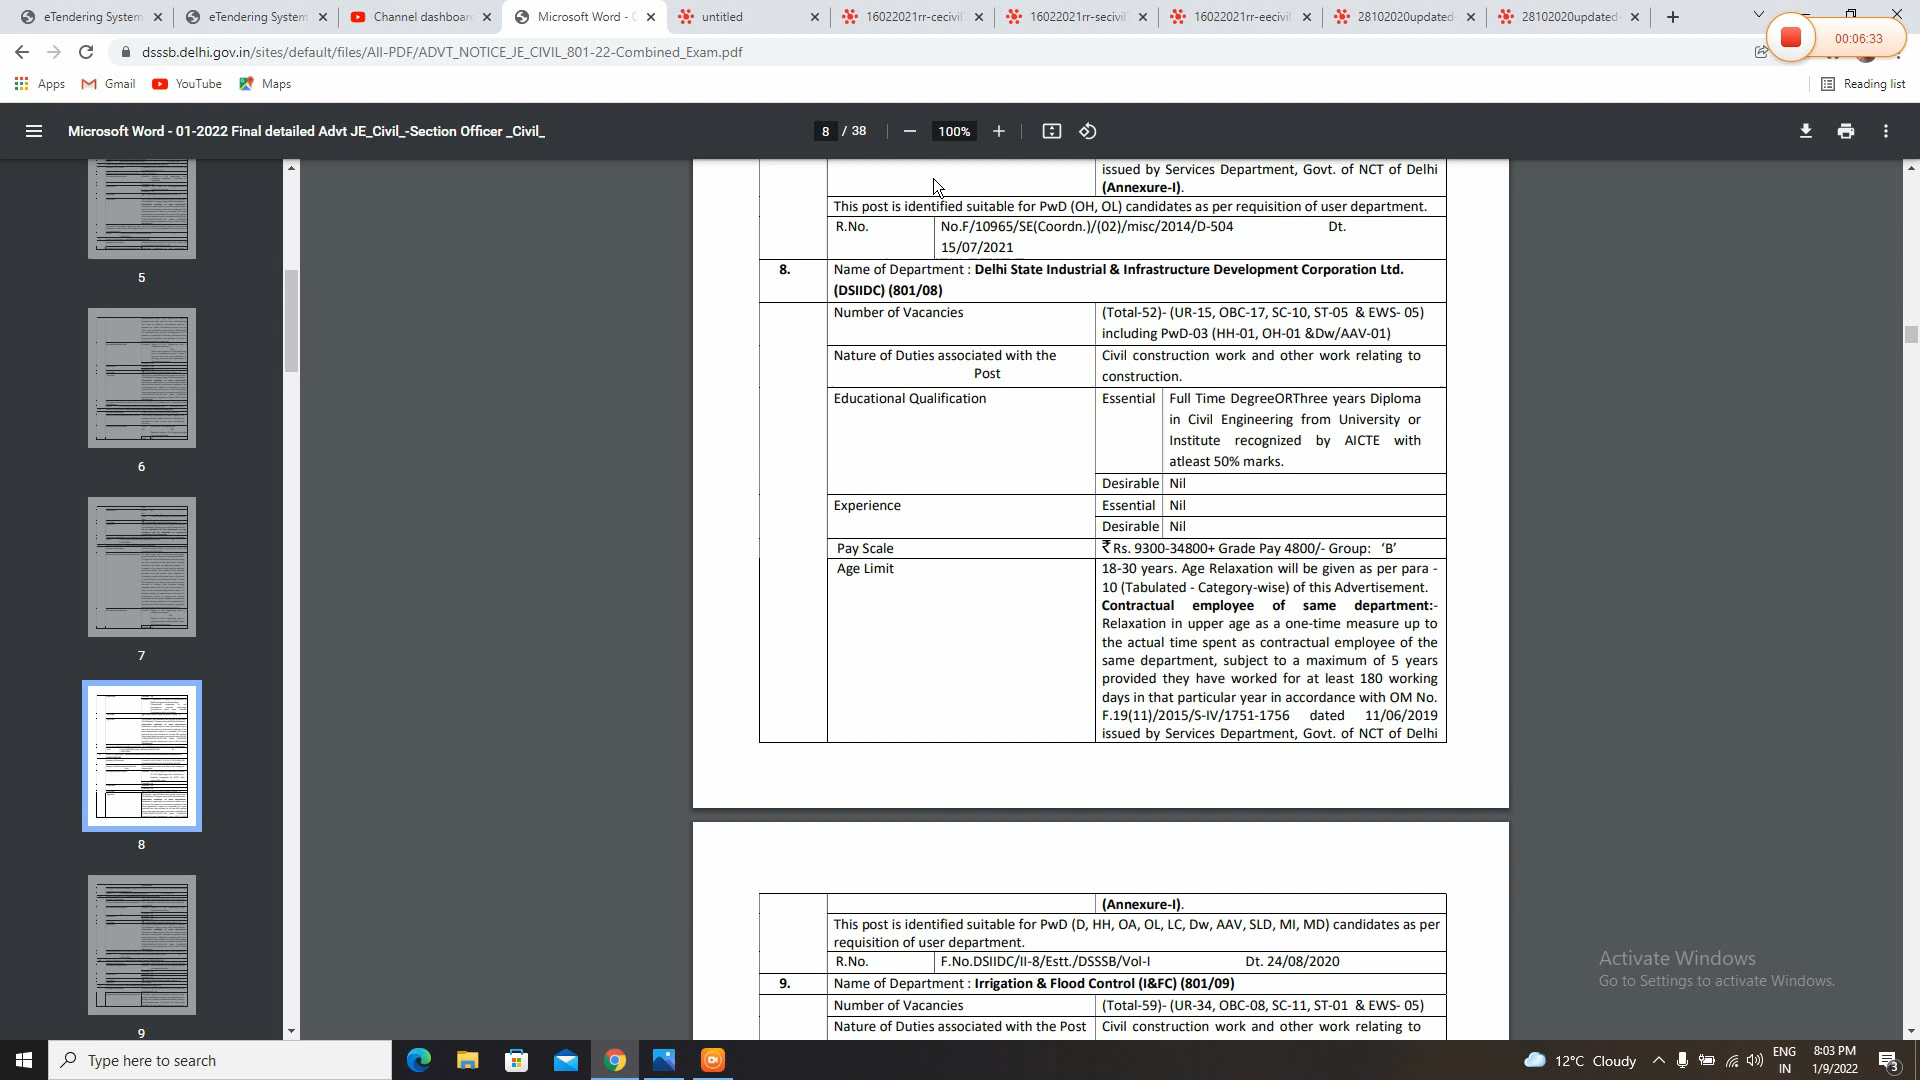 eTendering System
eTendering System
Channel dashboard
Microsoft Word - 0
untitled
16022021rr-cecivil
16022021rr-secivil
16022021rr-eecivil
28102020updated
28102020updated
dsssb.delhi.gov.in/sites/default/files/All-PDF/ADVT_NOTICE_JE_CIVIL_801-22-Combined_Exam.pdf
00:06:33
Apps
Gmail
YouTube
Maps
Reading list
Microsoft Word - 01-2022 Final detailed Advt JE_Civil_-Section Officer _Civil_
8 / 38
100%
5
6
7
8
9
issued by Services Department, Govt. of NCT of Delhi
(Annexure-I).
This post is identified suitable for PwD (OH, OL) candidates as per requisition of user department.
R.No. No.F/10965/SE(Coordn.)/(02)/misc/2014/D-504 Dt.
15/07/2021
8. Name of Department : Delhi State Industrial & Infrastructure Development Corporation Ltd.
(DSIIDC) (801/08)
Number of Vacancies (Total-52)- (UR-15, OBC-17, SC-10, ST-05 & EWS- 05)
including PwD-03 (HH-01, OH-01 &Dw/AAV-01)
Nature of Duties associated with the Civil construction work and other work relating to
Post construction.
Educational Qualification Essential Full Time DegreeORThree years Diploma
in Civil Engineering from University or
Institute recognized by AICTE with
atleast 50% marks.
Desirable Nil
Experience Essential Nil
Desirable Nil
Pay Scale ₹ Rs. 9300-34800+ Grade Pay 4800/- Group: ‘B’
Age Limit 18-30 years. Age Relaxation will be given as per para -
10 (Tabulated - Category-wise) of this Advertisement.
Contractual employee of same department:-
Relaxation in upper age as a one-time measure up to
the actual time spent as contractual employee of the
same department, subject to a maximum of 5 years
provided they have worked for at least 180 working
days in that particular year in accordance with OM No.
F.19(11)/2015/S-IV/1751-1756 dated 11/06/2019
issued by Services Department, Govt. of NCT of Delhi
(Annexure-I).
This post is identified suitable for PwD (D, HH, OA, OL, LC, Dw, AAV, SLD, MI, MD) candidates as per
requisition of user department.
R.No. F.No.DSIIDC/II-8/Estt./DSSSB/Vol-I Dt. 24/08/2020
9. Name of Department : Irrigation & Flood Control (I&FC) (801/09)
Number of Vacancies (Total-59)- (UR-34, OBC-08, SC-11, ST-01 & EWS- 05)
Nature of Duties associated with the Post Civil construction work and other work relating to
Activate Windows
Go to Settings to activate Windows.
Type here to search
12°C Cloudy
ENG
IN
8:03 PM
1/9/2022
3